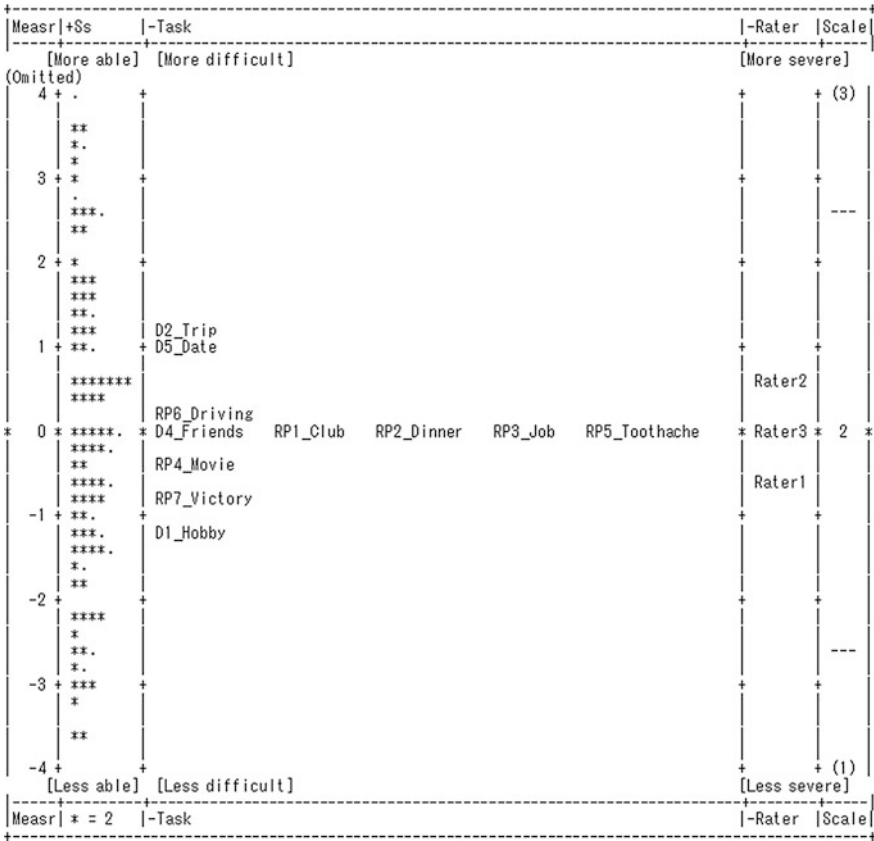 Measr|+Ss |-Task |-Rater |Scale|
[More able] [More difficult] [More severe]
(Omitted)
4 + . + + + (3)
**
*.
*
3 + * + + +
.
***. ---
**
2 + * + + +
***
***
**.
*** D2_Trip
1 + **. + D5_Date + +
******* Rater2
****
RP6_Driving
* 0 * *****. * D4_Friends RP1_Club RP2_Dinner RP3_Job RP5_Toothache * Rater3 * 2 *
****.
** RP4_Movie
****. Rater1
**** RP7_Victory
-1 + **. + + +
***. D1_Hobby
****.
*.
**
-2 + + + +
****
*
**. ---
*.
-3 + *** + + +
*
**
-4 + + + + (1)
[Less able] [Less difficult] [Less severe]
Measr| * = 2 |-Task |-Rater |Scale|